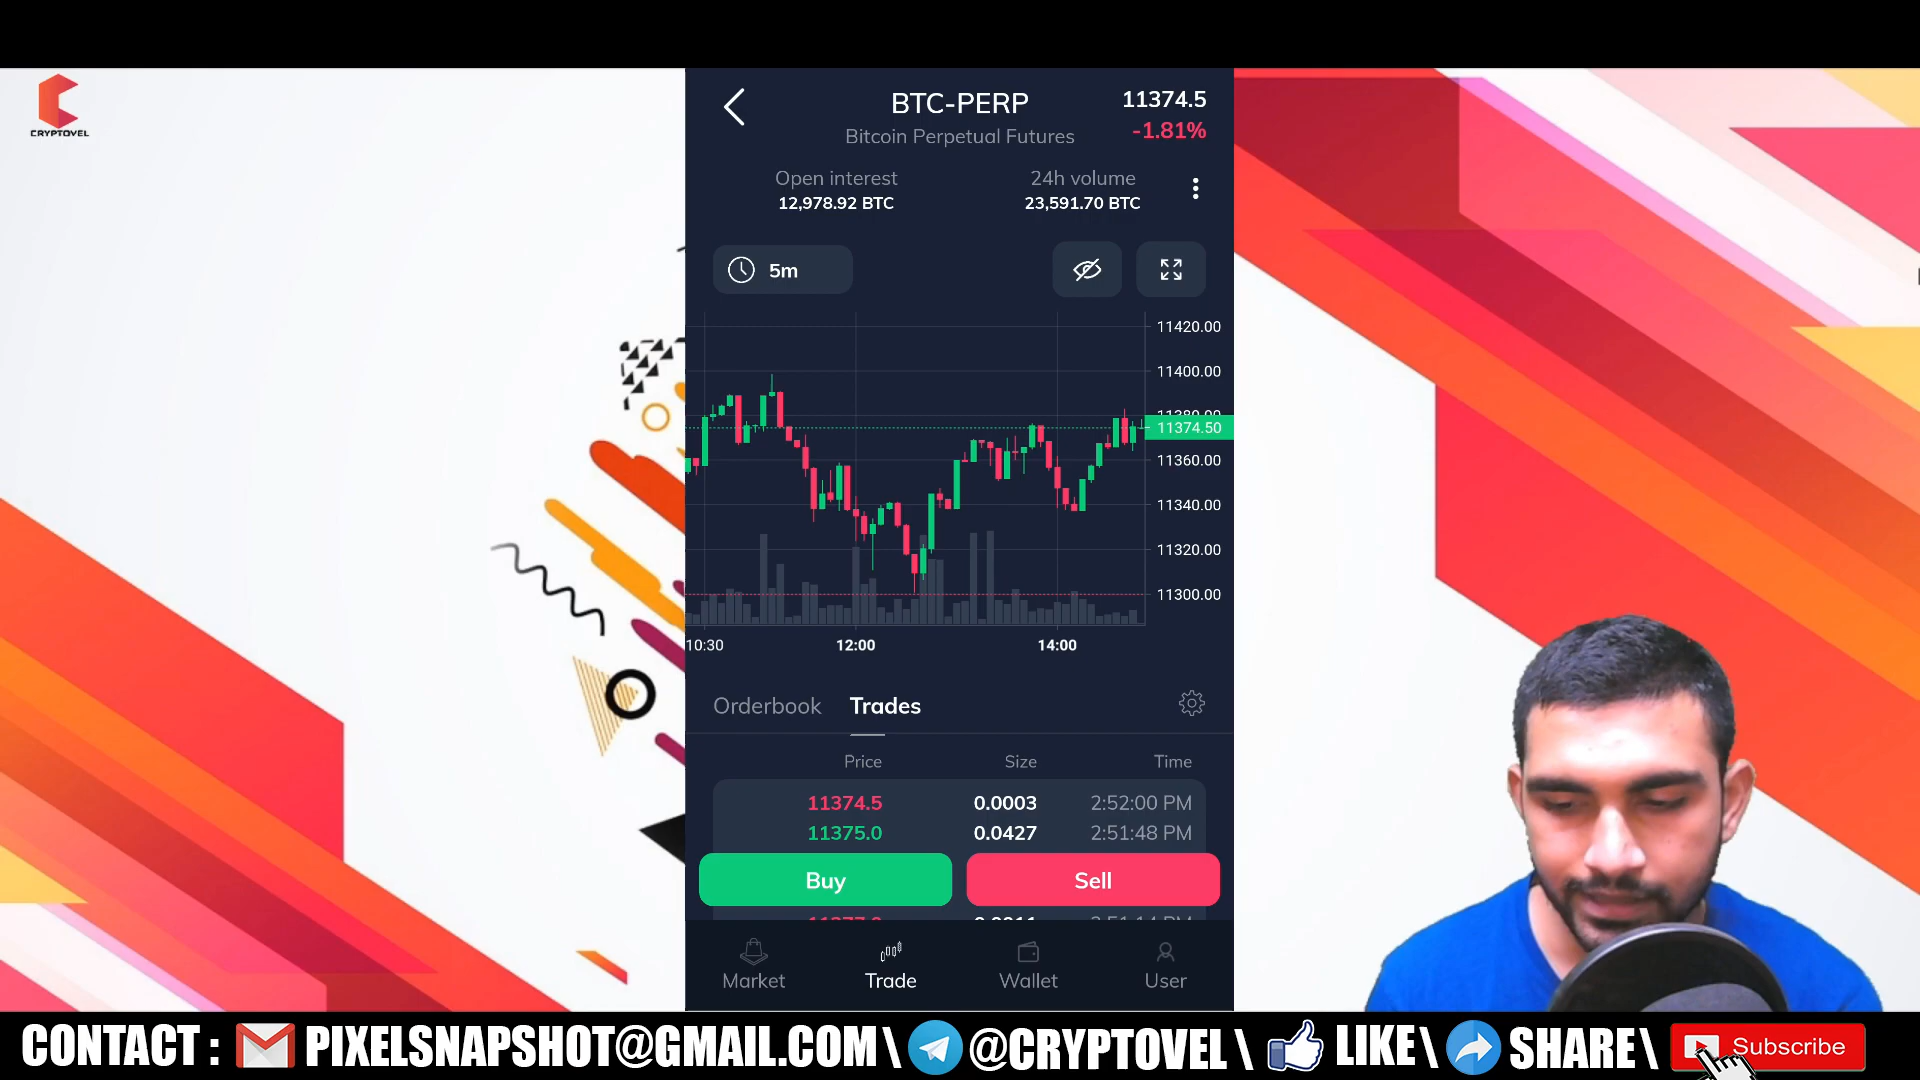 CRYPTOVEL
BTC-PERP
11374.5
Bitcoin Perpetual Futures
-1.81%
Open interest
24h volume
12,978.92 BTC
23,591.70 BTC
5m
11420.00
11400.00
11380.00
11374.50
11360.00
11340.00
11320.00
11300.00
10:30
12:00
14:00
Orderbook
Trades
Price Size Time
11374.5 0.0003 2:52:00 PM
11375.0 0.0427 2:51:48 PM
Buy
Sell
Market
Trade
Wallet
User
CONTACT : PIXELSNAPSHOT@GMAIL.COM \ @CRYPTOVEL \ LIKE \ SHARE \ Subscribe